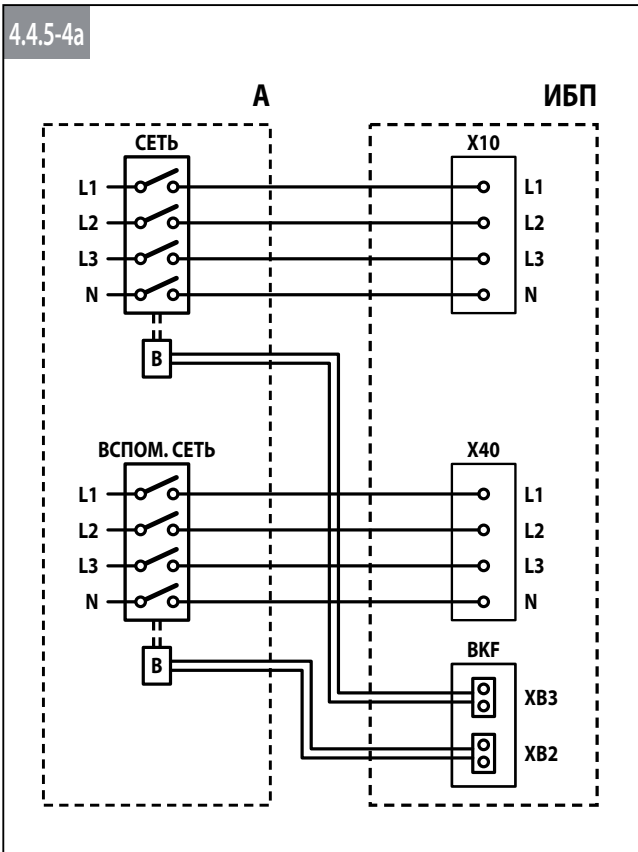 4.4.5-4a
A ИБП
СЕТЬ X10
L1 L1
L2 L2
L3 L3
N N
B
ВСПОМ. СЕТЬ X40
L1 L1
L2 L2
L3 L3
N N
B BKF
XB3
XB2